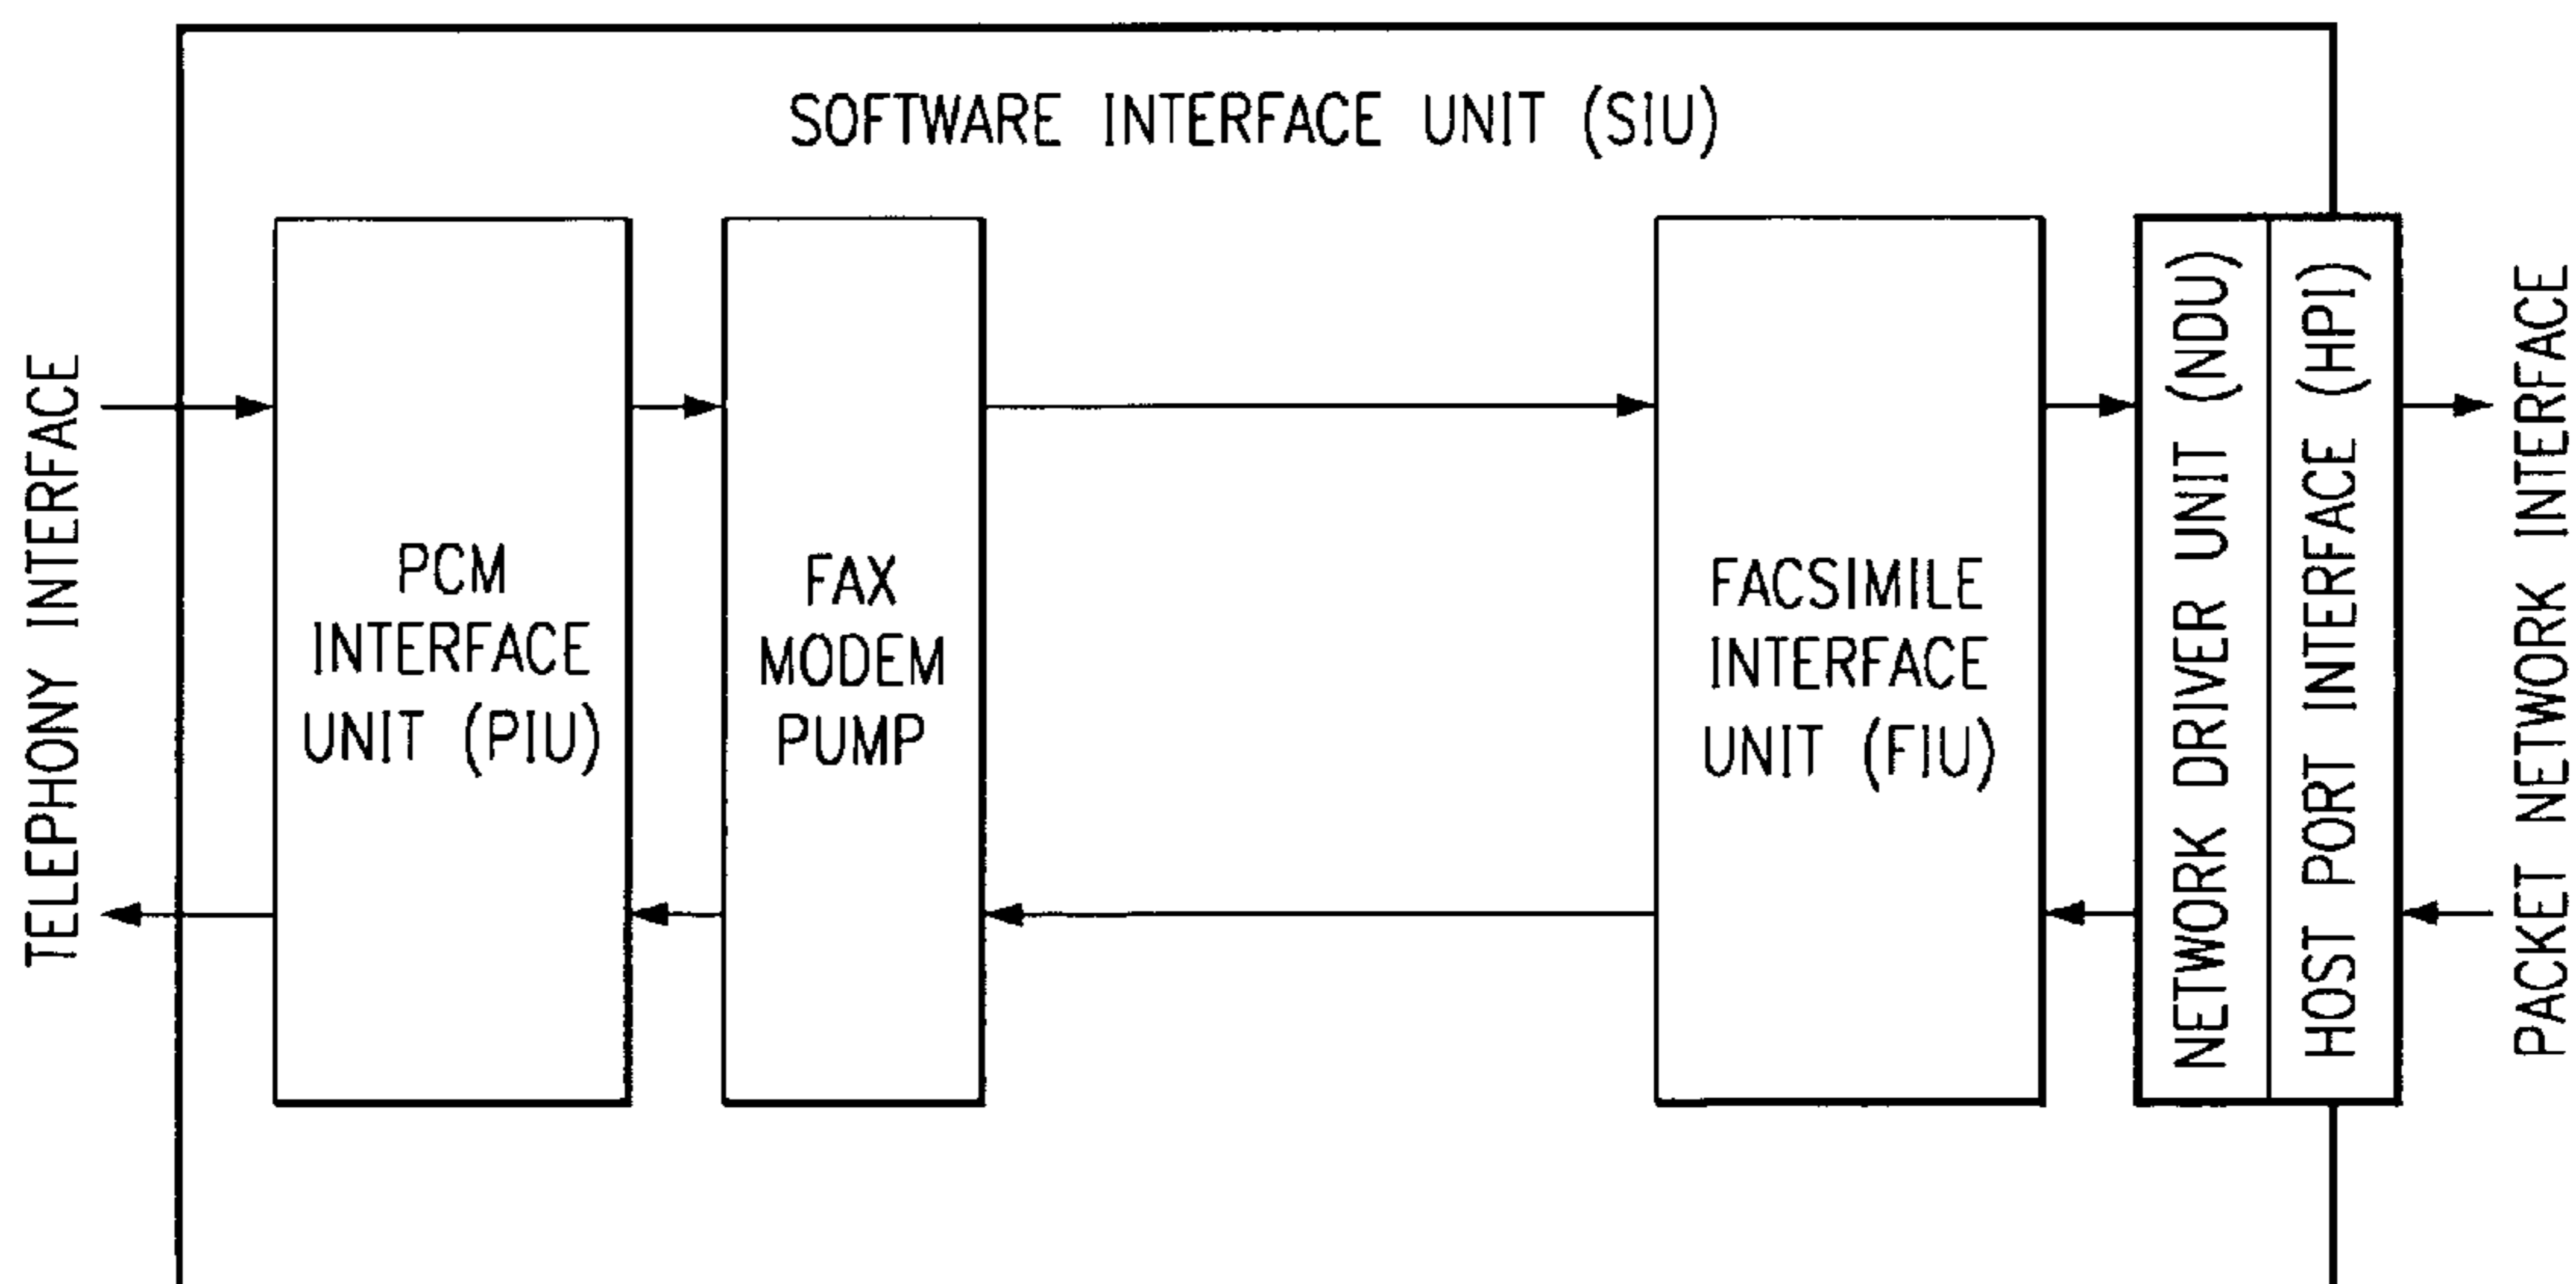 SOFTWARE INTERFACE UNIT (SIU)
TELEPHONY INTERFACE
PCM
INTERFACE
UNIT (PIU)
FAX
MODEM
PUMP
FACSIMILE
INTERFACE
UNIT (FIU)
NETWORK DRIVER UNIT (NDU)
HOST PORT INTERFACE (HPI)
PACKET NETWORK INTERFACE